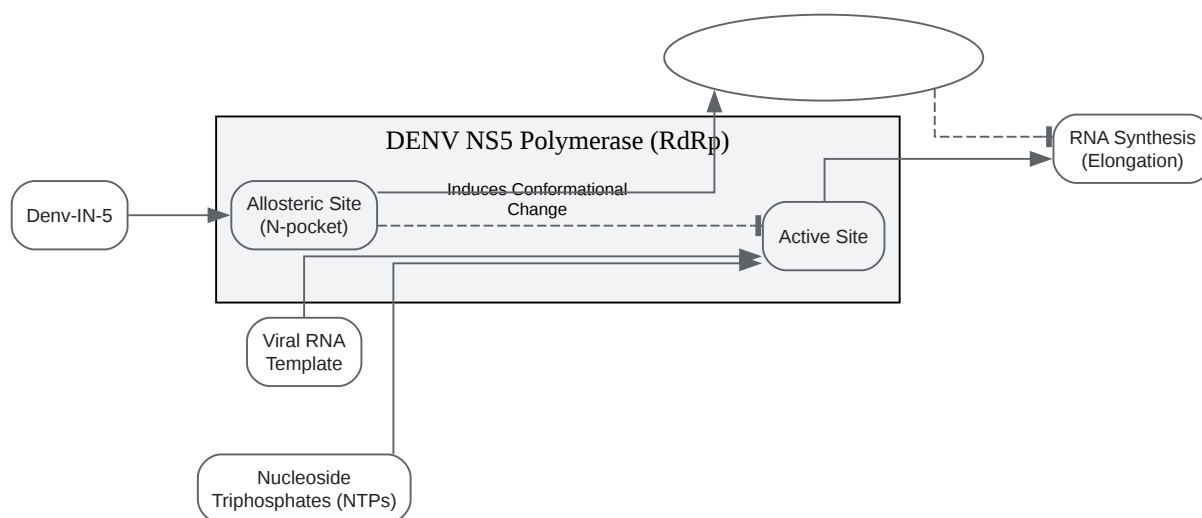 DENV NS5 Polymerase (RdRp)
RNA Synthesis
(Elongation)
Denv-IN-5
Allosteric Site
(N-pocket)
Induces Conformational
Change
Active Site
Viral RNA
Template
Nucleoside
Triphosphates (NTPs)